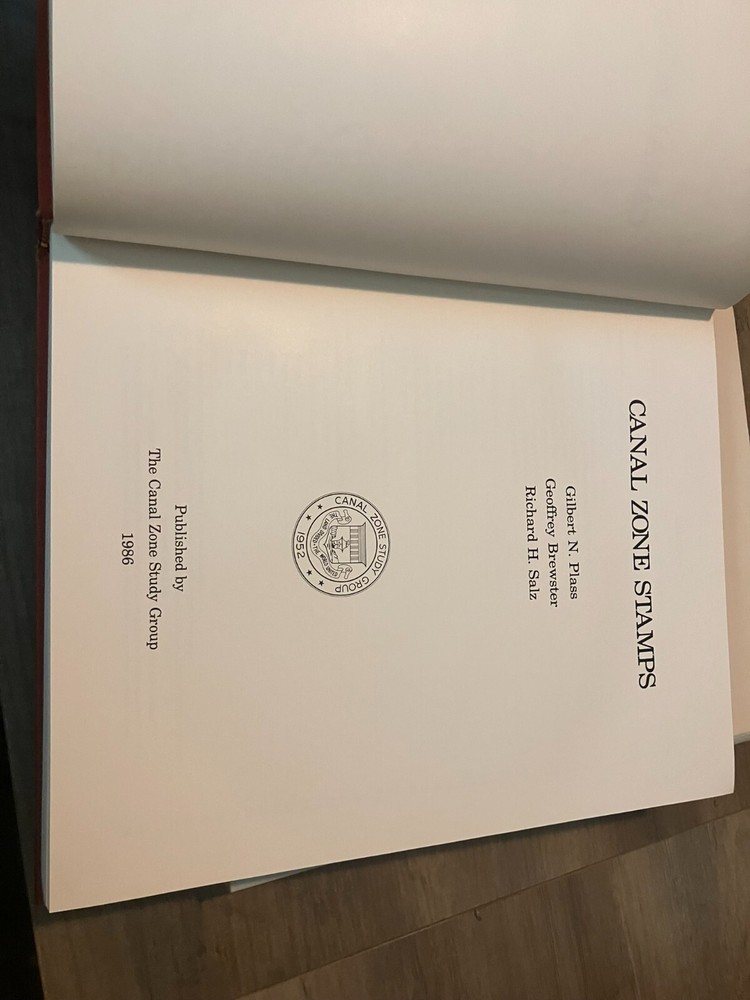 CANAL ZONE STAMPS
Gilbert N. Plass
Geoffrey Brewster
Richard H. Salz
CANAL ZONE STUDY GROUP
1952
Published by
The Canal Zone Study Group
1986